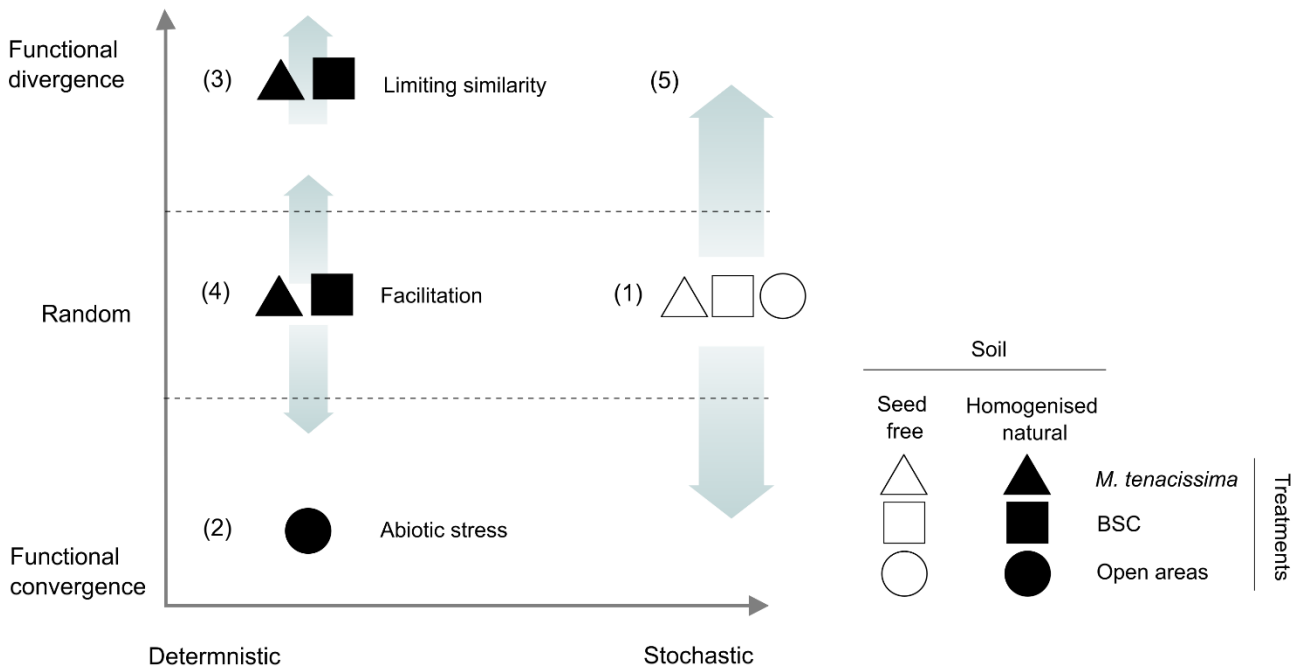 Functional
divergence
(3)
Limiting similarity
(5)
Random
(4)
Facilitation
(1)
Functional
convergence
(2)
Abiotic stress
Determnistic
Stochastic
Soil
Seed
free
Homogenised
natural
M. tenacissima
BSC
Open areas
Treatments